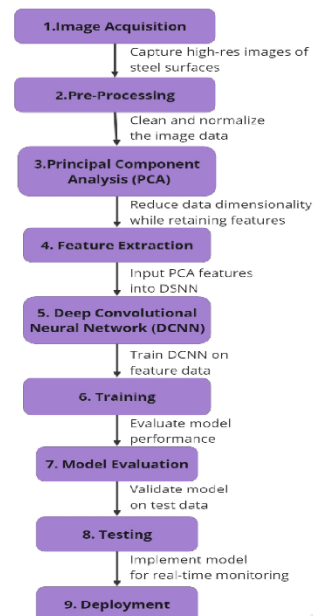 1.Image Acquisition
Capture high-res images of
steel surfaces
2.Pre-Processing
Clean and normalize
the image data
3.Principal Component
Analysis (PCA)
Reduce data dimensionality
while retaining features
4. Feature Extraction
Input PCA features
into DSNN
5. Deep Convolutional
Neural Network (DCNN)
Train DCNN on
feature data
6. Training
Evaluate model
performance
7. Model Evaluation
Validate model
on test data
8. Testing
Implement model
for real-time monitoring
9. Deployment